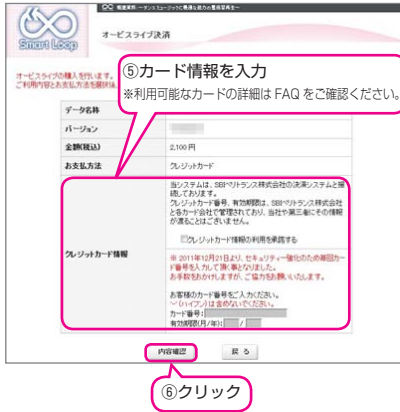 Smart Loop
オービスライブ決済
オービスライブの購入を行います。
ご利用内容とお支払方法を選択後、
⑤カード情報を入力
※利用可能なカードの詳細は FAQ をご確認ください。
データ名称
バージョン
金額(税込) 2,100 円
お支払方法 クレジットカード
クレジットカード情報
当システムは、SBIベリトランス株式会社の決済システムと接
続しております。
クレジットカード番号、有効期限は、SBIベリトランス株式会社
と各カード会社で管理されており、当社や第三者にその情報
が渡ることはございません。
クレジットカード情報の利用を承諾する
※ 2011年12月21日より、セキュリティー強化のため毎回カー
ド番号を入力して頂く事となりました。
お手数をおかけしますが、ご協力をお願いいたします。
お客様のカード番号をご入力ください。
"-"(ハイフン)は含めないでください。
カード番号:
有効期限(月/年): /
内容確認 戻 る
⑥クリック